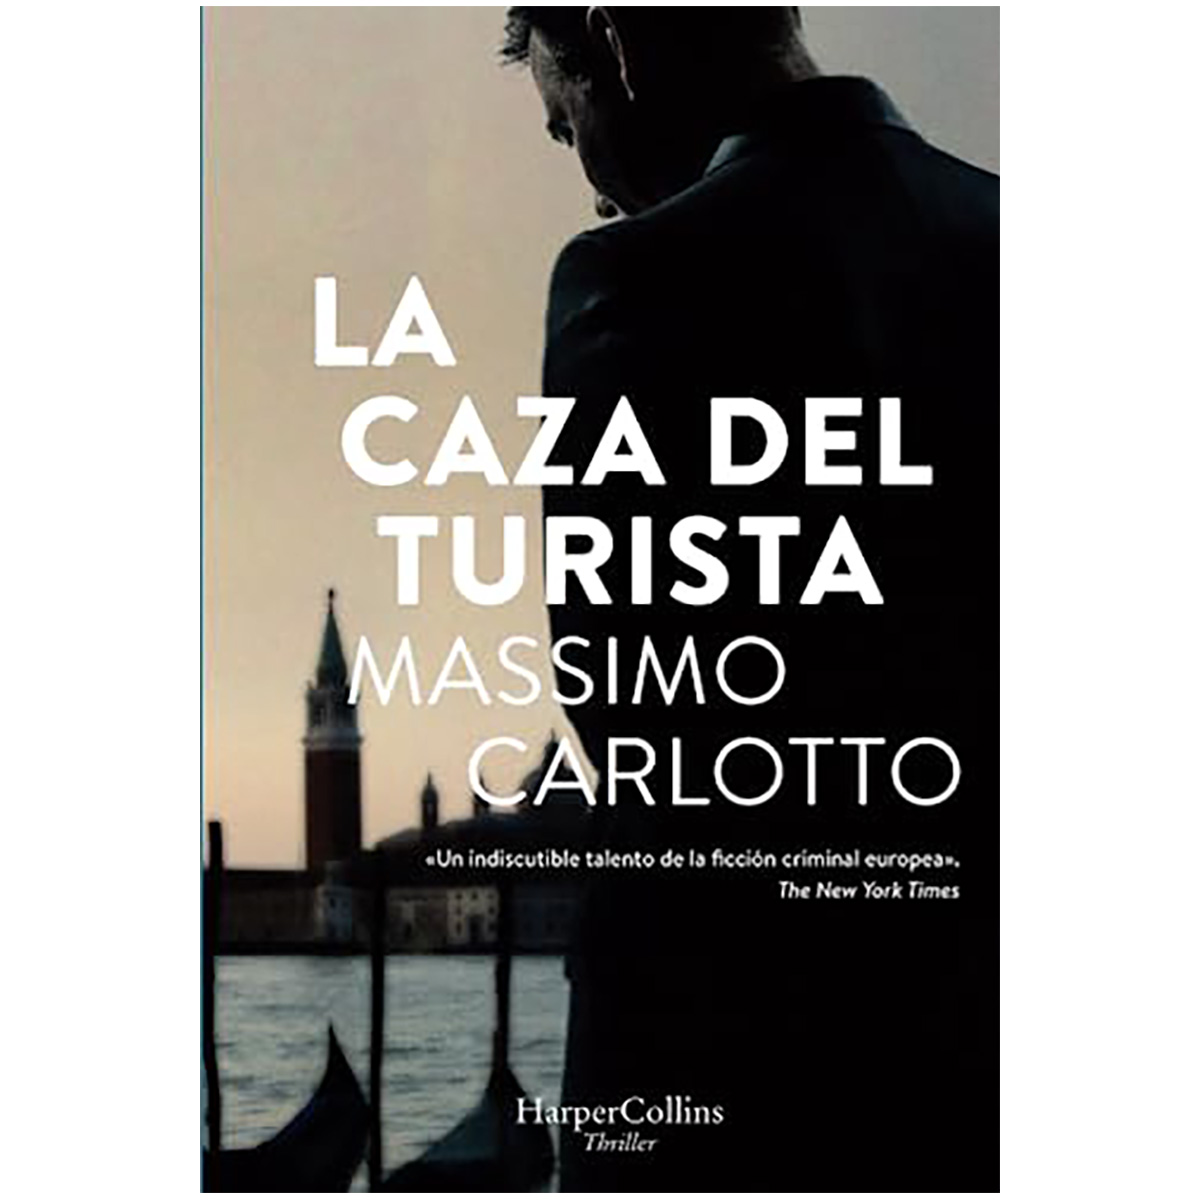 LA
CAZA DEL
TURISTA
MASSIMO
CARLOTTO
«Un indiscutible talento de la ficción criminal europea».
The New York Times
HarperCollins
Thriller